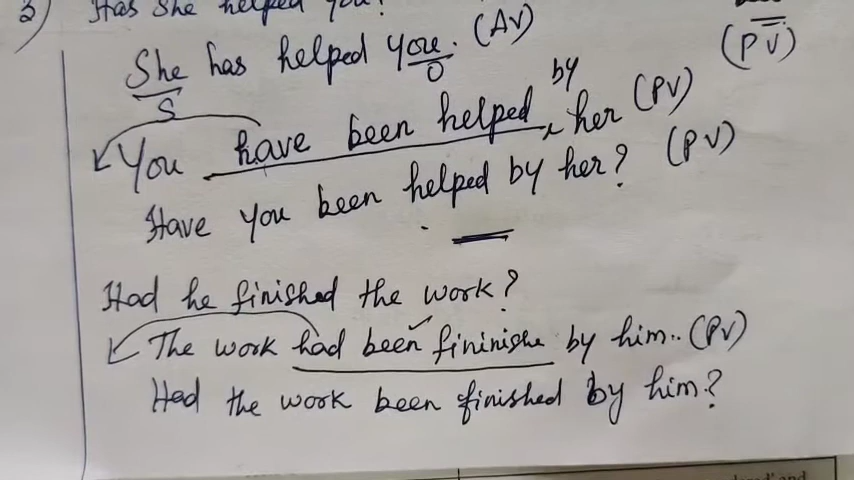 2) Has she helped you?
She has helped you. (AV)
S O
(PV)
You have been helped by her (PV)
Have you been helped by her? (PV)
Had he finished the work?
The work had been fininishe by him.. (PV)
Had the work been finished by him?